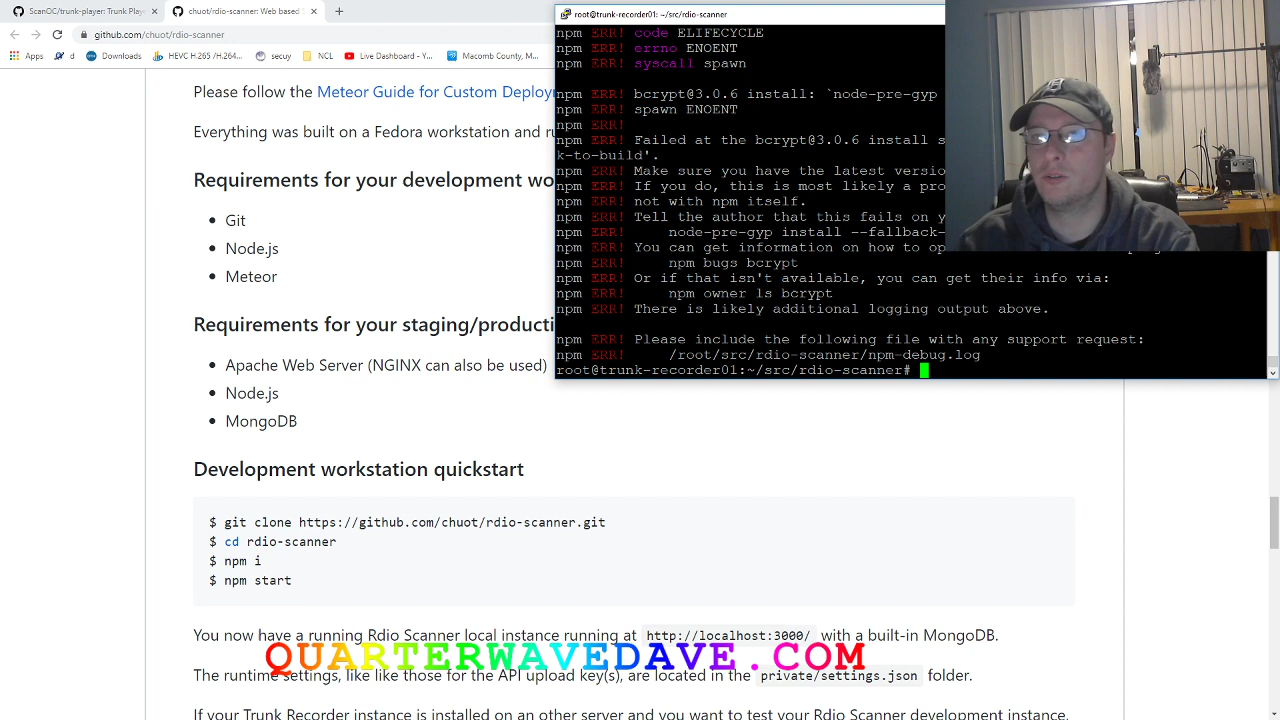 ScanOC/trunk-player: Trunk Playe
chuot/rdio-scanner: Web based S
github.com/chuot/rdio-scanner
Apps
d
Downloads
HEVC H.265/H.264...
secuy
NCL
Live Dashboard - Y...
Macomb County, M...
Please follow the Meteor Guide for Custom Deploy
Everything was built on a Fedora workstation and ru
Requirements for your development wo
Git
Node.js
Meteor
Requirements for your staging/producti
Apache Web Server (NGINX can also be used)
Node.js
MongoDB
Development workstation quickstart
$ git clone https://github.com/chuot/rdio-scanner.git
$ cd rdio-scanner
$ npm i
$ npm start
You now have a running Rdio Scanner local instance running at http://localhost:3000/ with a built-in MongoDB.
QUARTERWAVEDAVE.COM
The runtime settings, like like those for the API upload key(s), are located in the private/settings.json folder.
If your Trunk Recorder instance is installed on an other server and you want to test your Rdio Scanner development instance,
root@trunk-recorder01: ~/src/rdio-scanner
npm ERR! code ELIFECYCLE
npm ERR! errno ENOENT
npm ERR! syscall spawn
npm ERR! bcrypt@3.0.6 install: `node-pre-gyp
npm ERR! spawn ENOENT
npm ERR!
npm ERR! Failed at the bcrypt@3.0.6 install s
k-to-build'.
npm ERR! Make sure you have the latest versio
npm ERR! If you do, this is most likely a pro
npm ERR! not with npm itself.
npm ERR! Tell the author that this fails on y
npm ERR!     node-pre-gyp install --fallback-
npm ERR! You can get information on how to op
npm ERR!     npm bugs bcrypt
npm ERR! Or if that isn't available, you can get their info via:
npm ERR!     npm owner ls bcrypt
npm ERR! There is likely additional logging output above.
npm ERR! Please include the following file with any support request:
npm ERR!     /root/src/rdio-scanner/npm-debug.log
root@trunk-recorder01:~/src/rdio-scanner#